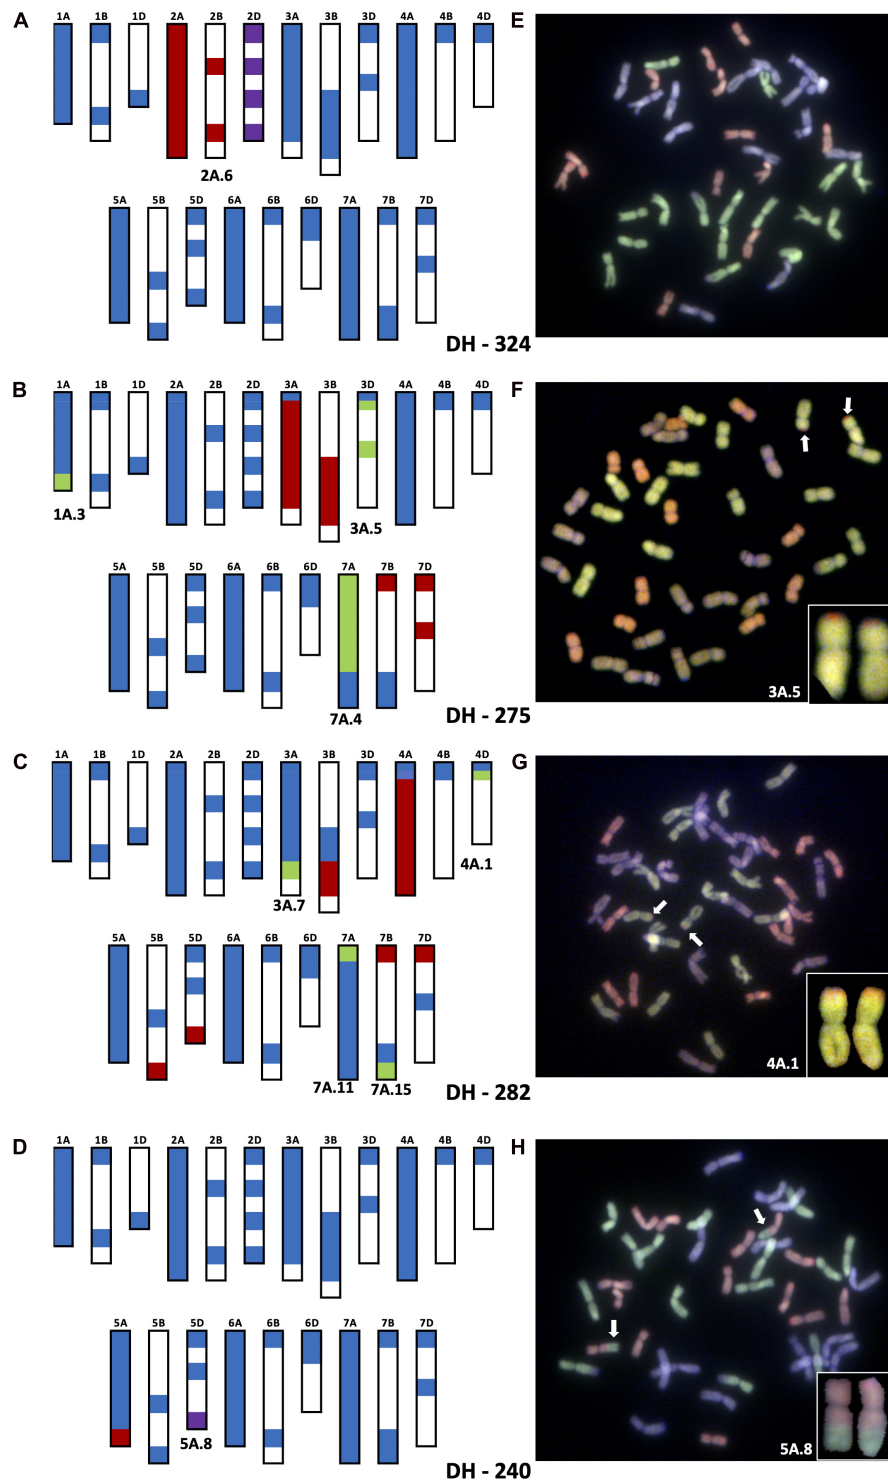 A
1A 1B 1D 2A 2B 2D 3A 3B 3D 4A 4B 4D
2A.6
5A 5B 5D 6A 6B 6D 7A 7B 7D
DH - 324
E
B
1A 1B 1D 2A 2B 2D 3A 3B 3D 4A 4B 4D
1A.3 3A.5
5A 5B 5D 6A 6B 6D 7A 7B 7D
7A.4
DH - 275
F
3A.5
C
1A 1B 1D 2A 2B 2D 3A 3B 3D 4A 4B 4D
4A.1
3A.7
5A 5B 5D 6A 6B 6D 7A 7B 7D
7A.11 7A.15
DH - 282
G
4A.1
D
1A 1B 1D 2A 2B 2D 3A 3B 3D 4A 4B 4D
5A 5B 5D 6A 6B 6D 7A 7B 7D
5A.8
DH - 240
H
5A.8